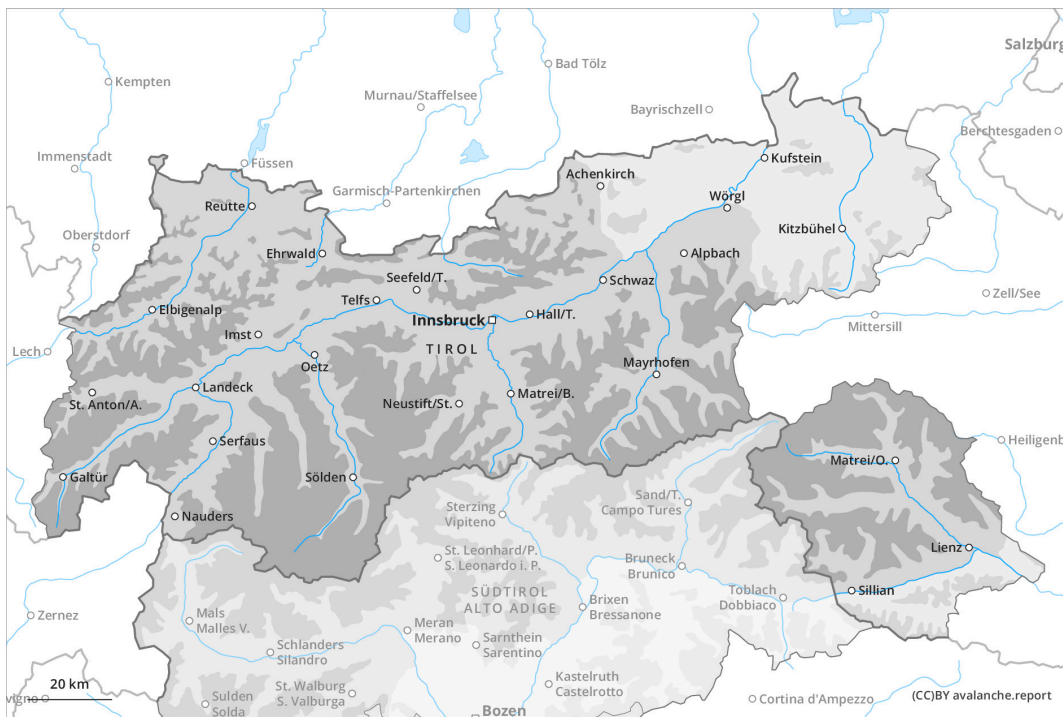 Salzburg
Bad Tölz
Kempten
Murnau/Staffelsee
Bayrischzell
Berchtesgaden
Immenstadt
Füssen
Kufstein
Achenkirch
Garmisch-Partenkirchen
Reutte
Wörgl
Oberstdorf
Kitzbühel
Ehrwald
Alpbach
Seefeld/T.
Schwaz
Zell/See
Telfs
Elbigenalp
Innsbruck
Hall/T.
Mittersill
Imst
TIROL
Lech
Oetz
Mayrhofen
Landeck
St. Anton/A.
Neustift/St.
Matrei/B.
Serfaus
Heiligenb
Matrei/O.
Galtür
Sölden
Sand/T.
Campo Tures
Sterzing
Vipiteno
Nauders
Lienz
St. Leonhard/P.
S. Leonardo i. P.
Bruneck
Brunico
Toblach
Dobbiaco
Sillian
SÜDTIROL
ALTO ADIGE
Brixen
Bressanone
Zernez
Mals
Malles V.
Meran
Merano
Sarnthein
Sarentino
Schlanders
Silandro
Kastelruth
Castelrotto
20 km
St. Walburg
S. Valburga
Sulden
Solda
vigno
Cortina d'Ampezzo
(CC)BY avalanche.report
Bozen